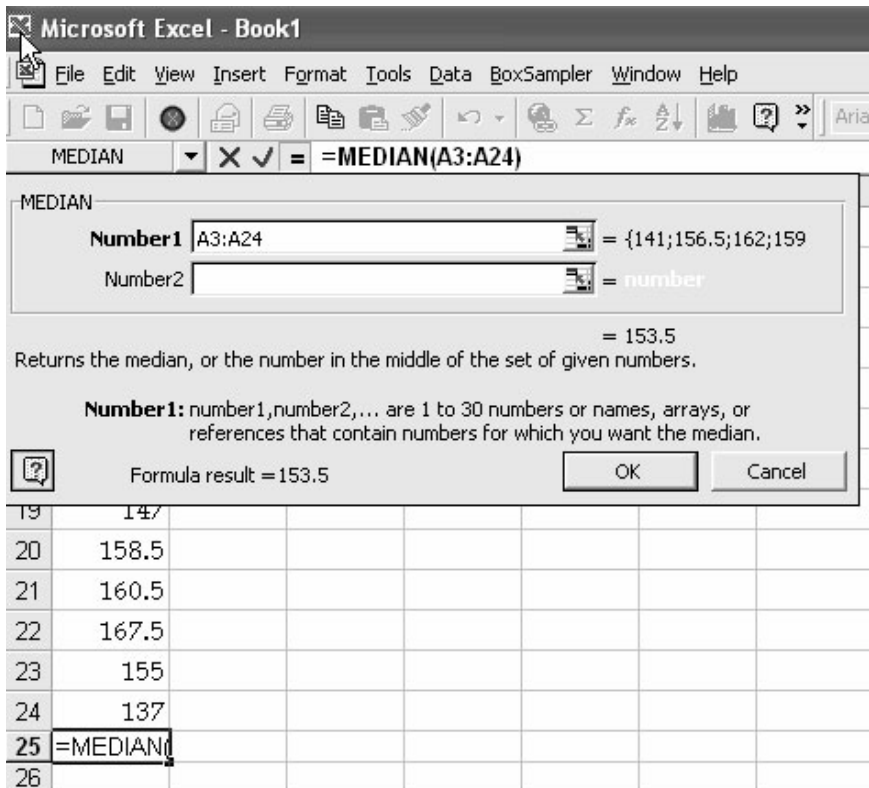 Microsoft Excel - Book1
File Edit View Insert Format Tools Data BoxSampler Window Help
Aria
MEDIAN = =MEDIAN(A3:A24)
MEDIAN
Number1 A3:A24 = {141;156.5;162;159
Number2 = number
= 153.5
Returns the median, or the number in the middle of the set of given numbers.
Number1: number1,number2,... are 1 to 30 numbers or names, arrays, or
references that contain numbers for which you want the median.
Formula result =153.5 OK Cancel
19 147
20 158.5
21 160.5
22 167.5
23 155
24 137
25 =MEDIAN(
26